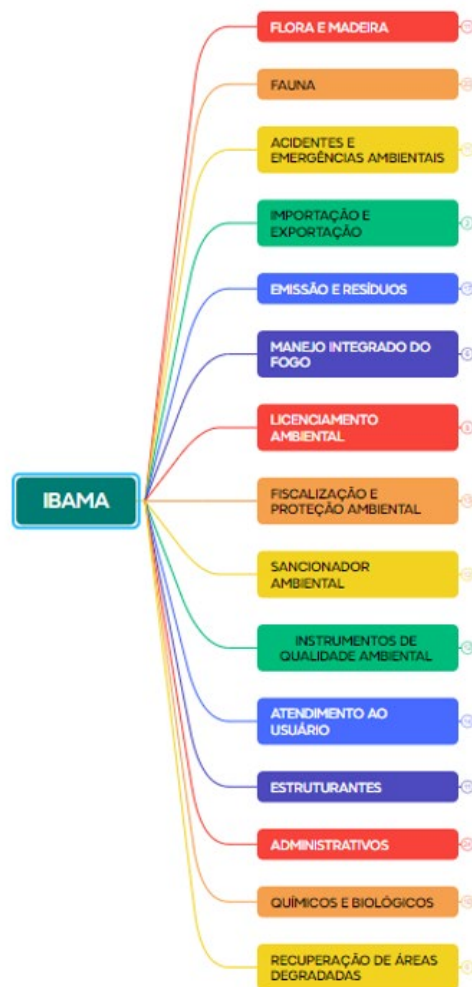 FLORA E MADEIRA
FAUNA
ACIDENTES E
EMERGÊNCIAS AMBIENTAIS
IMPORTAÇÃO E
EXPORTAÇÃO
EMISSÃO E RESÍDUOS
MANEJO INTEGRADO DO
FOGO
LICENCIAMENTO
AMBIENTAL
IBAMA
FISCALIZAÇÃO E
PROTEÇÃO AMBIENTAL
SANCIONADOR
AMBIENTAL
INSTRUMENTOS DE
QUALIDADE AMBIENTAL
ATENDIMENTO AO
USUÁRIO
ESTRUTURANTES
ADMINISTRATIVOS
QUÍMICOS E BIOLÓGICOS
RECUPERAÇÃO DE ÁREAS
DEGRADADAS